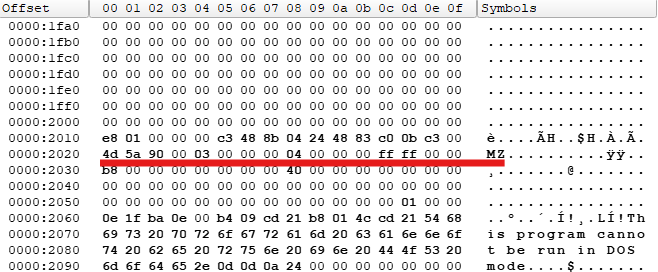 Offset 00 01 02 03 04 05 06 07 08 09 0a 0b 0c 0d 0e 0f Symbols
0000:1fa0 00 00 00 00 00 00 00 00 00 00 00 00 00 00 00 00 ................
0000:1fb0 00 00 00 00 00 00 00 00 00 00 00 00 00 00 00 00 ................
0000:1fc0 00 00 00 00 00 00 00 00 00 00 00 00 00 00 00 00 ................
0000:1fd0 00 00 00 00 00 00 00 00 00 00 00 00 00 00 00 00 ................
0000:1fe0 00 00 00 00 00 00 00 00 00 00 00 00 00 00 00 00 ................
0000:1ff0 00 00 00 00 00 00 00 00 00 00 00 00 00 00 00 00 ................
0000:2000 00 00 00 00 00 00 00 00 00 00 00 00 00 00 00 00 ................
0000:2010 e8 01 00 00 00 c3 48 8b 04 24 48 83 c0 0b c3 00 è....ÃH..$H.À.Ã.
0000:2020 4d 5a 90 00 03 00 00 00 04 00 00 00 ff ff 00 00 MZ..........ÿÿ..
0000:2030 b8 00 00 00 00 00 00 00 40 00 00 00 00 00 00 00 ¸.......@.......
0000:2040 00 00 00 00 00 00 00 00 00 00 00 00 00 00 00 00 ................
0000:2050 00 00 00 00 00 00 00 00 00 00 00 00 00 01 00 00 ................
0000:2060 0e 1f ba 0e 00 b4 09 cd 21 b8 01 4c cd 21 54 68 ..º..´.Í!¸.LÍ!Th
0000:2070 69 73 20 70 72 6f 67 72 61 6d 20 63 61 6e 6e 6f is program canno
0000:2080 74 20 62 65 20 72 75 6e 20 69 6e 20 44 4f 53 20 t be run in DOS
0000:2090 6d 6f 64 65 2e 0d 0d 0a 24 00 00 00 00 00 00 00 mode....$.......